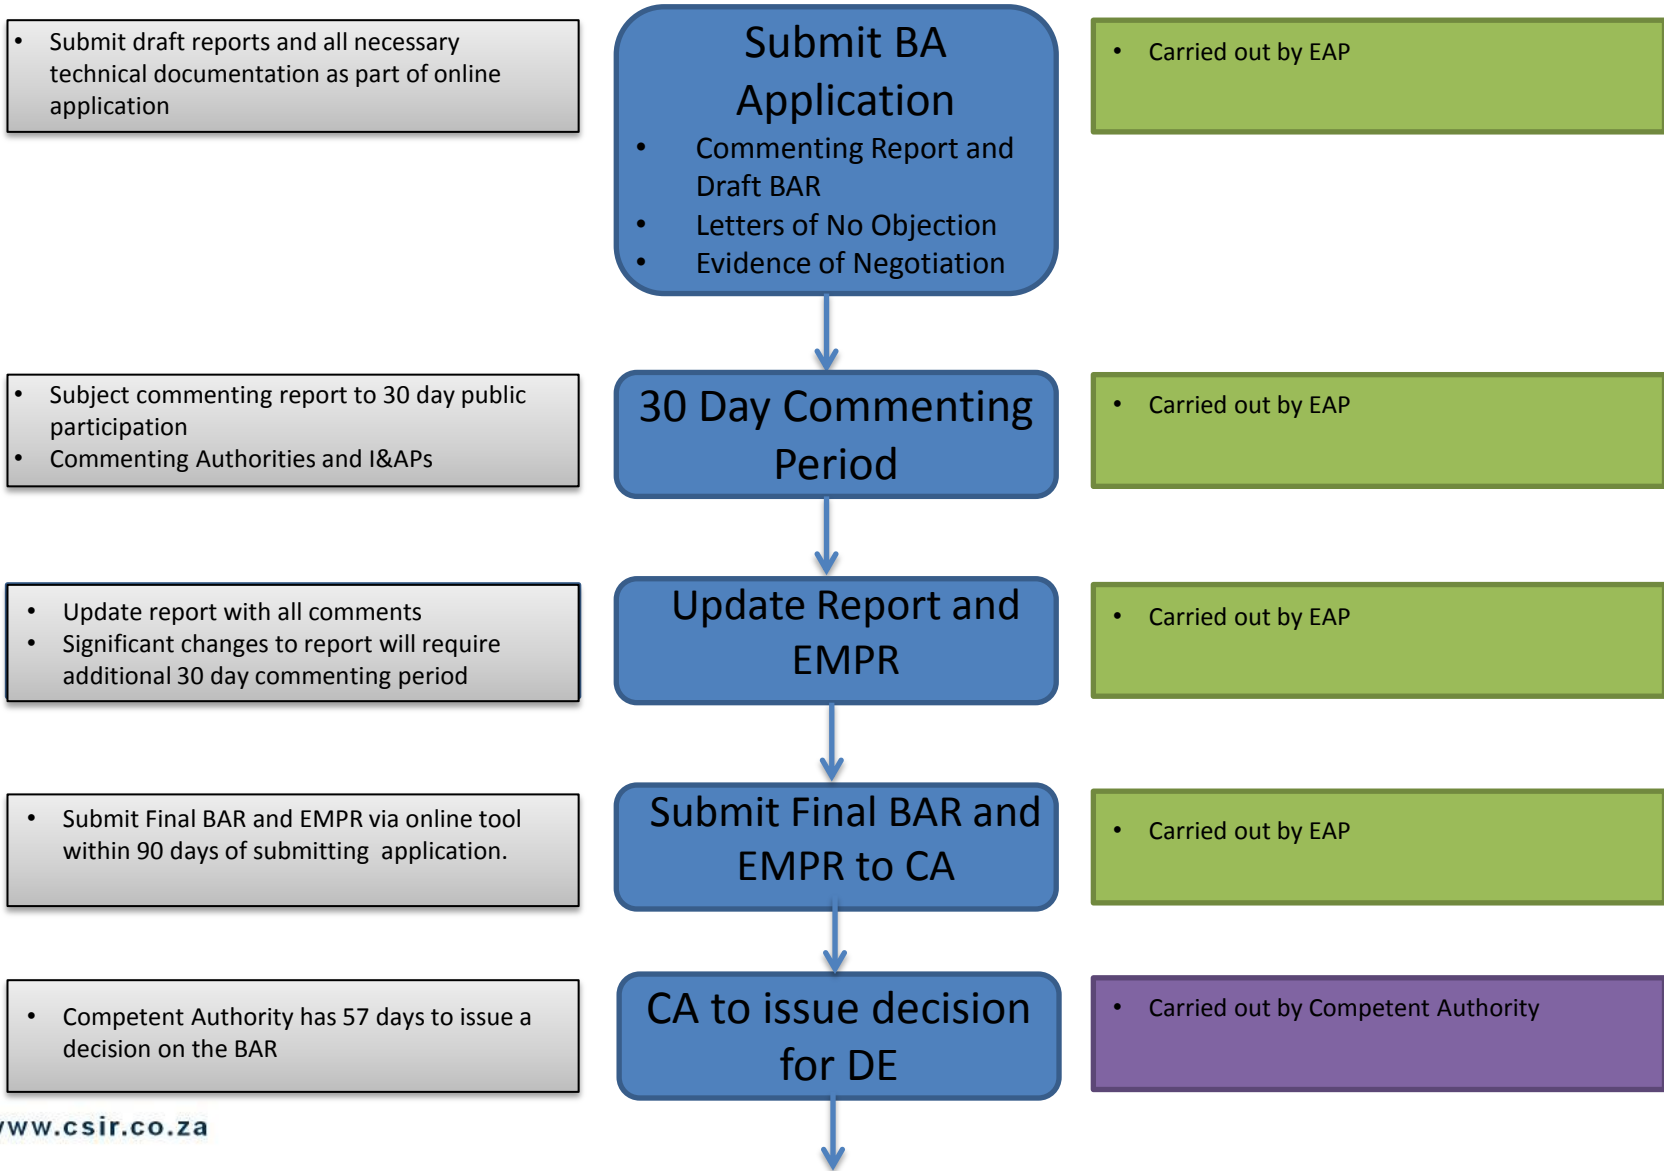 • Submit draft reports and all necessary
technical documentation as part of online
application
Submit BA
Application
• Commenting Report and
Draft BAR
• Letters of No Objection
• Evidence of Negotiation
• Carried out by EAP
• Subject commenting report to 30 day public
participation
• Commenting Authorities and I&APs
30 Day Commenting
Period
• Carried out by EAP
• Update report with all comments
• Significant changes to report will require
additional 30 day commenting period
Update Report and
EMPR
• Carried out by EAP
• Submit Final BAR and EMPR via online tool
within 90 days of submitting application.
Submit Final BAR and
EMPR to CA
• Carried out by EAP
• Competent Authority has 57 days to issue a
decision on the BAR
CA to issue decision
for DE
• Carried out by Competent Authority
www.csir.co.za